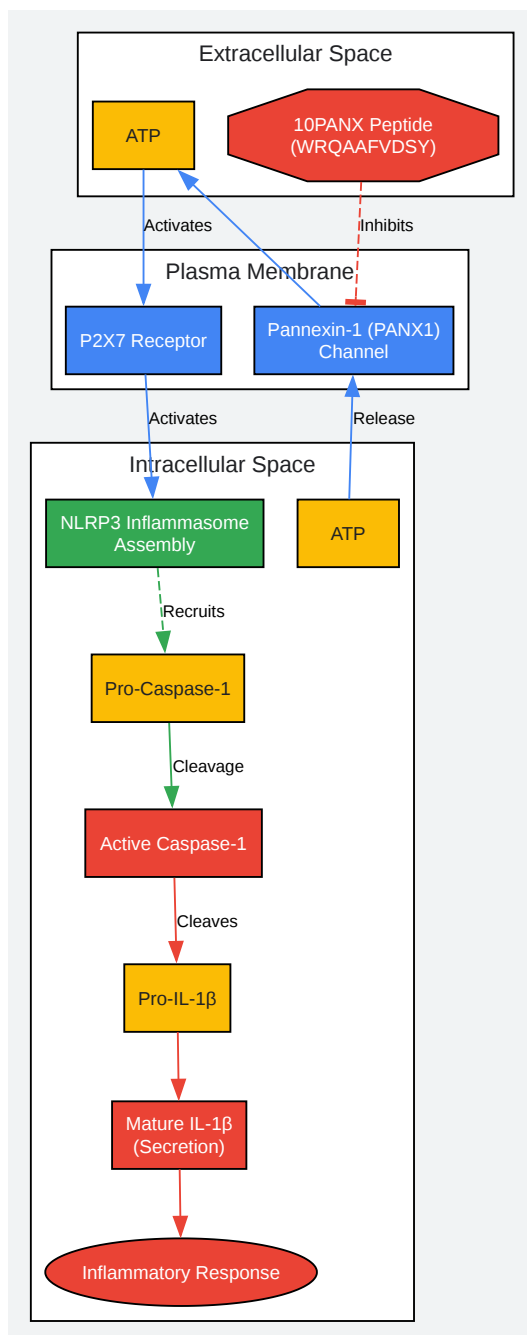 Extracellular Space
ATP
10PANX Peptide
(WRQAAFVDSY)
Activates
Inhibits
Plasma Membrane
P2X7 Receptor
Pannexin-1 (PANX1)
Channel
Activates
Release
Intracellular Space
NLRP3 Inflammasome
Assembly
ATP
Recruits
Pro-Caspase-1
Cleavage
Active Caspase-1
Cleaves
Pro-IL-1β
Mature IL-1β
(Secretion)
Inflammatory Response